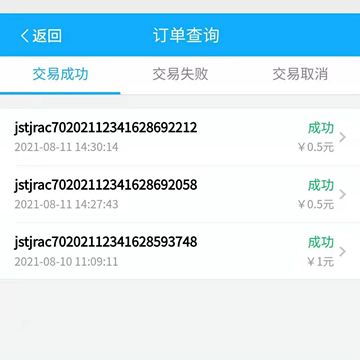 返回 订单查询
交易成功 交易失败 交易取消
jstjrac70202112341628692212 成功
2021-08-11 14:30:14 ￥0.5元
jstjrac70202112341628692058 成功
2021-08-11 14:27:43 ￥0.5元
jstjrac70202112341628593748 成功
2021-08-10 11:09:11 ￥1元